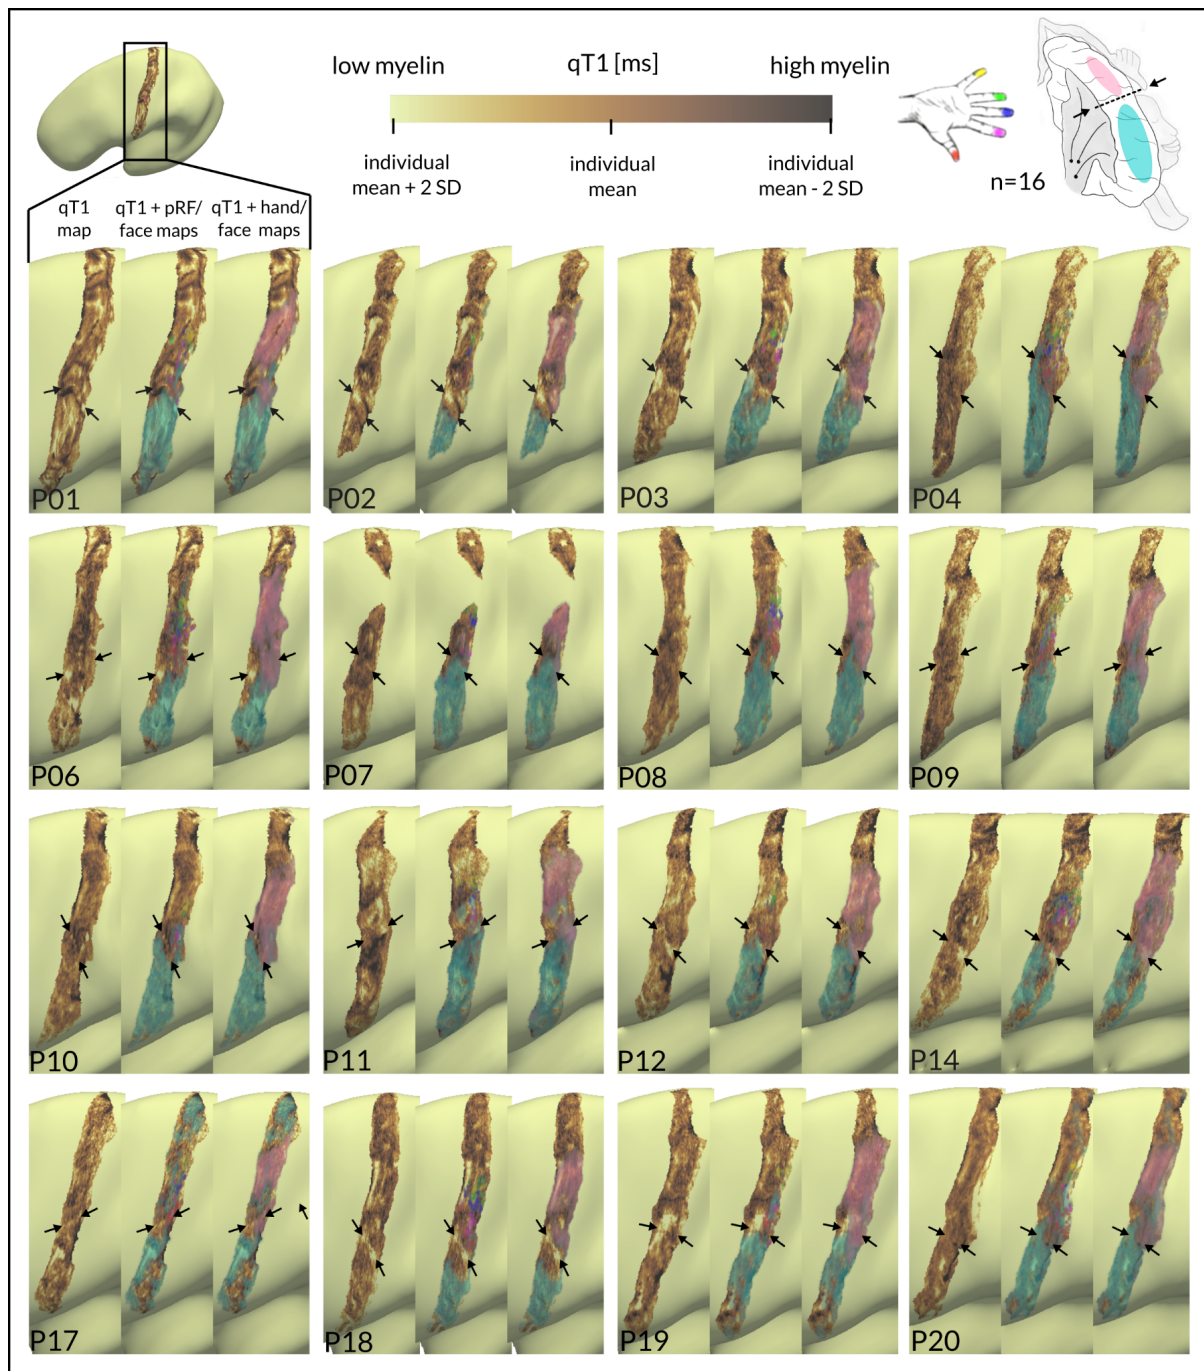 low myelin
qT1 [ms]
high myelin
individual
mean + 2 SD
individual
mean
individual
mean - 2 SD
n=16
qT1
map
qT1 + pRF/
face maps
qT1 + hand/
face maps
P01
P02
P03
P04
P06
P07
P08
P09
P10
P11
P12
P14
P17
P18
P19
P20